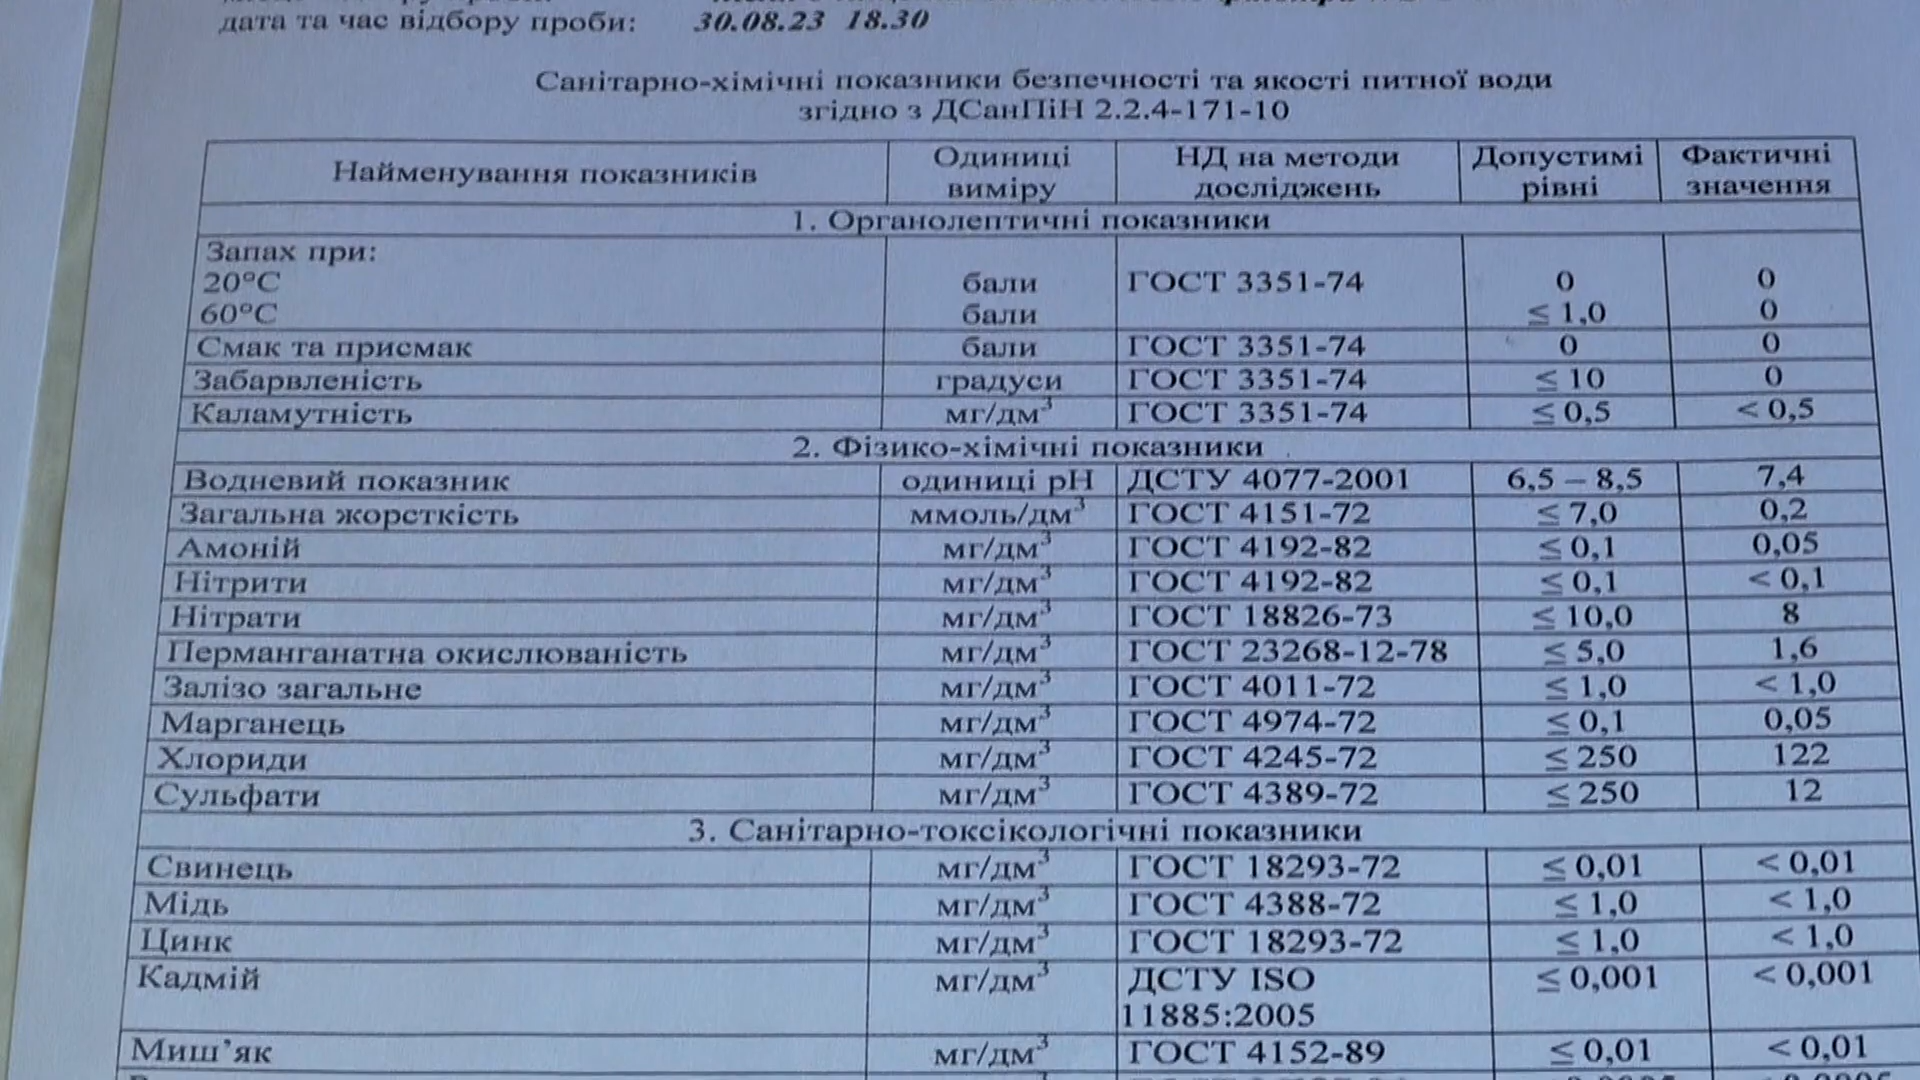 дата та час відбору проби: 30.08.23 18.30
Санітарно-хімічні показники безпечності та якості питної води
згідно з ДСанПіН 2.2.4-171-10
Найменування показників Одиниці виміру НД на методи досліджень Допустимі рівні Фактичні значення
1. Органолептичні показники
Запах при:
20°С бали ГОСТ 3351-74 0 0
60°С бали ≤ 1,0 0
Смак та присмак бали ГОСТ 3351-74 0 0
Забарвленість градуси ГОСТ 3351-74 ≤ 10 0
Каламутність мг/дм³ ГОСТ 3351-74 ≤ 0,5 < 0,5
2. Фізико-хімічні показники
Водневий показник одиниці рН ДСТУ 4077-2001 6,5 – 8,5 7,4
Загальна жорсткість ммоль/дм³ ГОСТ 4151-72 ≤ 7,0 0,2
Амоній мг/дм³ ГОСТ 4192-82 ≤ 0,1 0,05
Нітрити мг/дм³ ГОСТ 4192-82 ≤ 0,1 < 0,1
Нітрати мг/дм³ ГОСТ 18826-73 ≤ 10,0 8
Перманганатна окислюваність мг/дм³ ГОСТ 23268-12-78 ≤ 5,0 1,6
Залізо загальне мг/дм³ ГОСТ 4011-72 ≤ 1,0 < 1,0
Марганець мг/дм³ ГОСТ 4974-72 ≤ 0,1 0,05
Хлориди мг/дм³ ГОСТ 4245-72 ≤ 250 122
Сульфати мг/дм³ ГОСТ 4389-72 ≤ 250 12
3. Санітарно-токсікологічні показники
Свинець мг/дм³ ГОСТ 18293-72 ≤ 0,01 < 0,01
Мідь мг/дм³ ГОСТ 4388-72 ≤ 1,0 < 1,0
Цинк мг/дм³ ГОСТ 18293-72 ≤ 1,0 < 1,0
Кадмій мг/дм³ ДСТУ ISO 11885:2005 ≤ 0,001 < 0,001
Миш’як мг/дм³ ГОСТ 4152-89 ≤ 0,01 < 0,01